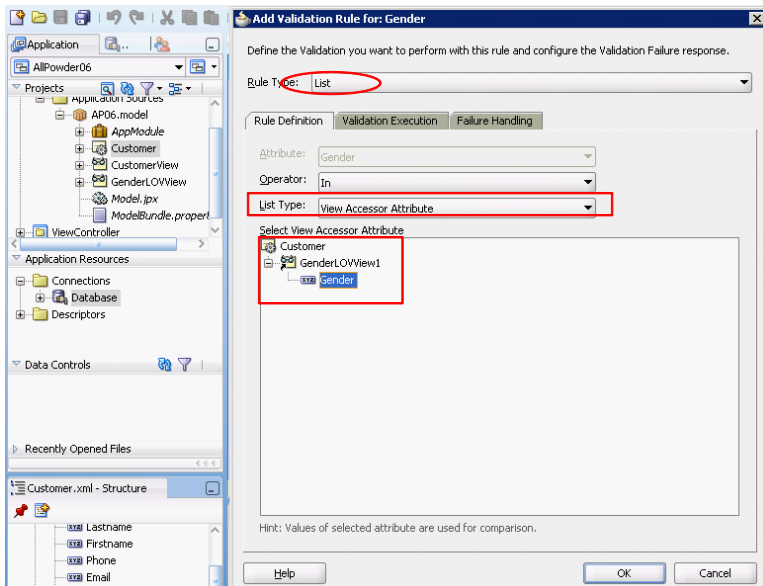 Application
AllPowder06
Projects
Application Sources
AP06.model
AppModule
Customer
CustomerView
GenderLOVView
Model.jpx
ModelBundle.propert
ViewController
Application Resources
Connections
Database
Descriptors
Data Controls
Recently Opened Files
Customer.xml - Structure
Lastname
Firstname
Phone
Email
Add Validation Rule for: Gender
Define the Validation you want to perform with this rule and configure the Validation Failure response.
Rule Type: List
Rule Definition Validation Execution Failure Handling
Attribute: Gender
Operator: In
List Type: View Accessor Attribute
Select View Accessor Attribute
Customer
GenderLOVView1
Gender
Hint: Values of selected attribute are used for comparison.
Help OK Cancel